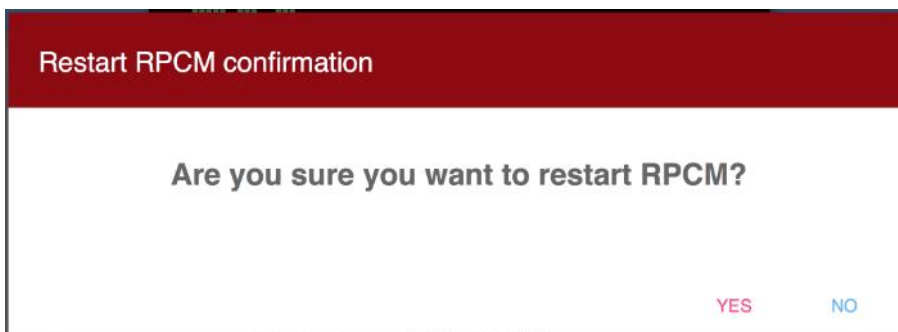 Restart RPCM confirmation
Are you sure you want to restart RPCM?
YES NO